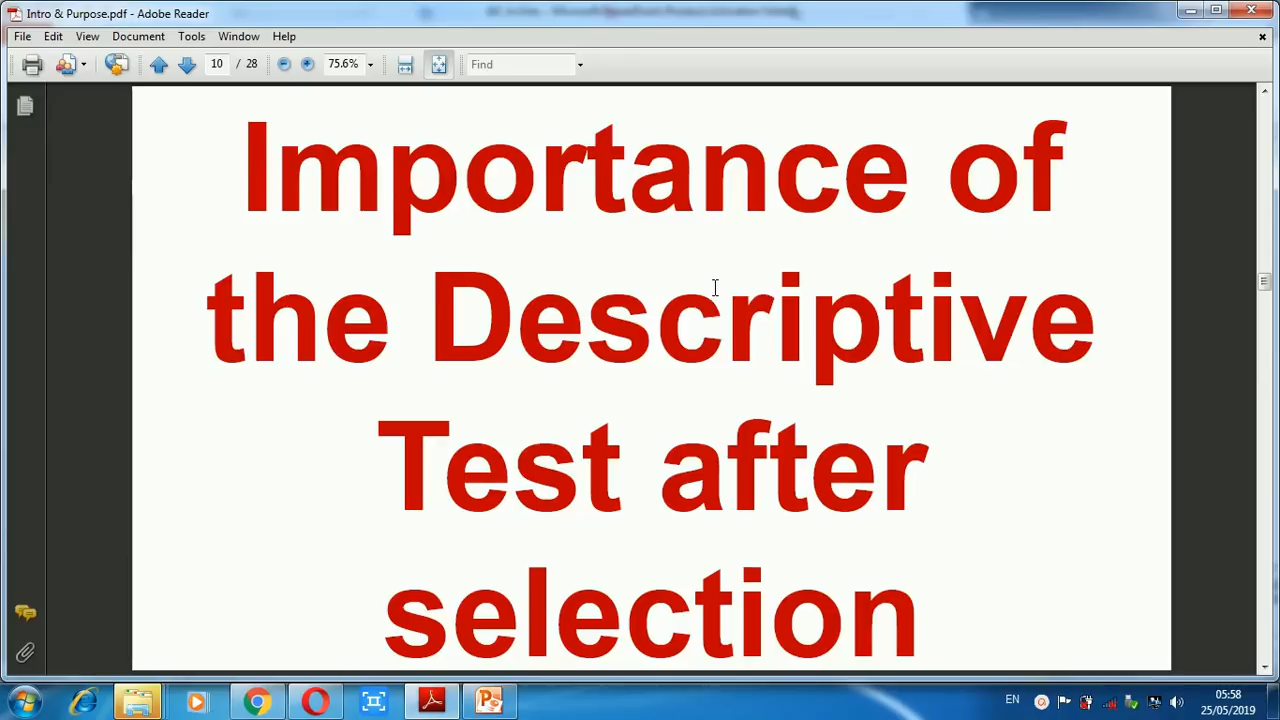 Intro & Purpose.pdf - Adobe Reader
File Edit View Document Tools Window Help
10 / 28 75.6% Find
Importance of
the Descriptive
Test after
selection
EN
05:58
25/05/2019